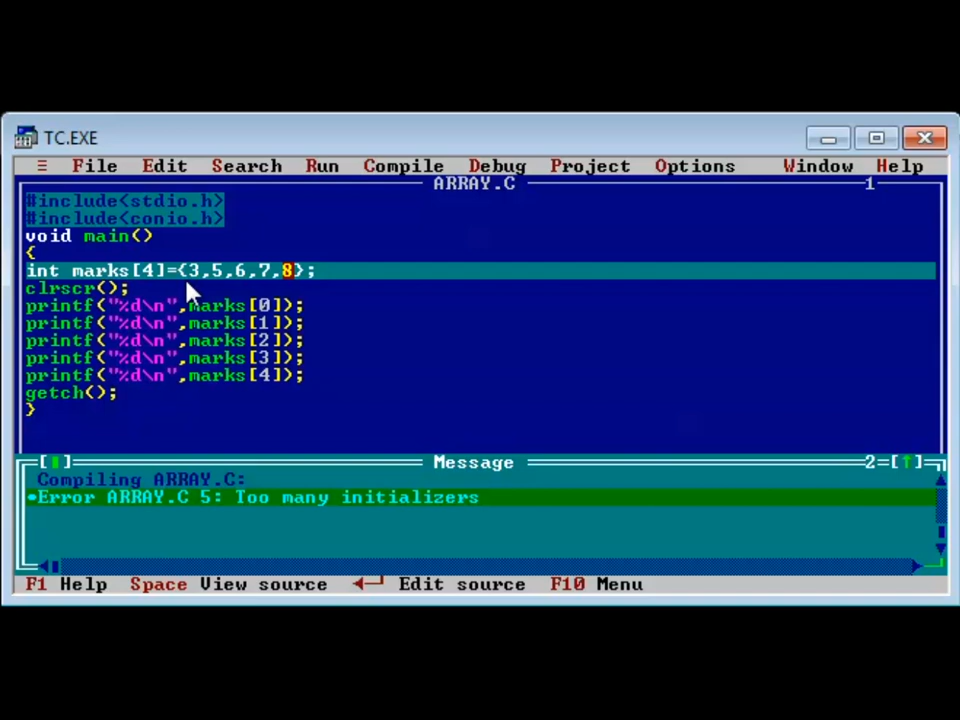 TC.EXE
≡ File Edit Search Run Compile Debug Project Options Window Help
ARRAY.C 1
#include<stdio.h>
#include<conio.h>
void main()
{
int marks[4]={3,5,6,7,8};
clrscr();
printf("%d\n",marks[0]);
printf("%d\n",marks[1]);
printf("%d\n",marks[2]);
printf("%d\n",marks[3]);
printf("%d\n",marks[4]);
getch();
}
Message 2=[↑]
Compiling ARRAY.C:
•Error ARRAY.C 5: Too many initializers
F1 Help Space View source ◄─┘ Edit source F10 Menu